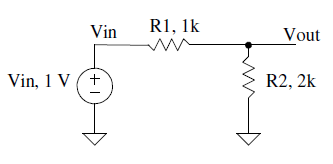 Vin
R1, 1k
Vout
Vin, 1 V
R2, 2k